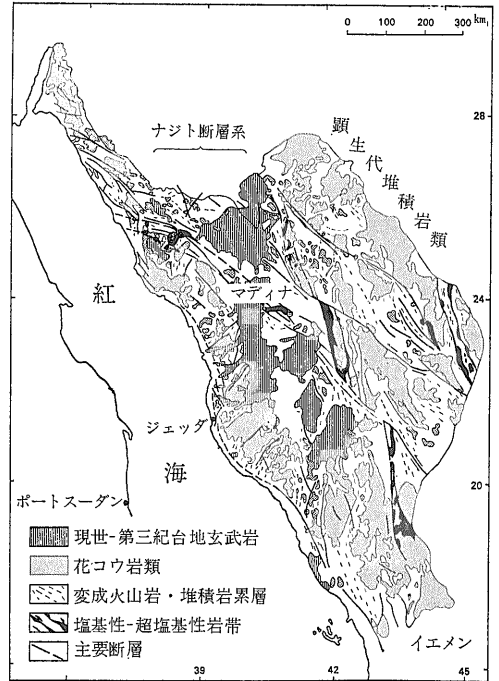 0 100 200 300 km
28
ナジト断層系
顕生代堆積岩類
24
マディナ
紅海
ジェッダ
20
ポートスーダン
現世-第三紀台地玄武岩
花コウ岩類
変成火山岩・堆積岩累層
塩基性-超塩基性岩帯
主要断層
イエメン
39 42 45